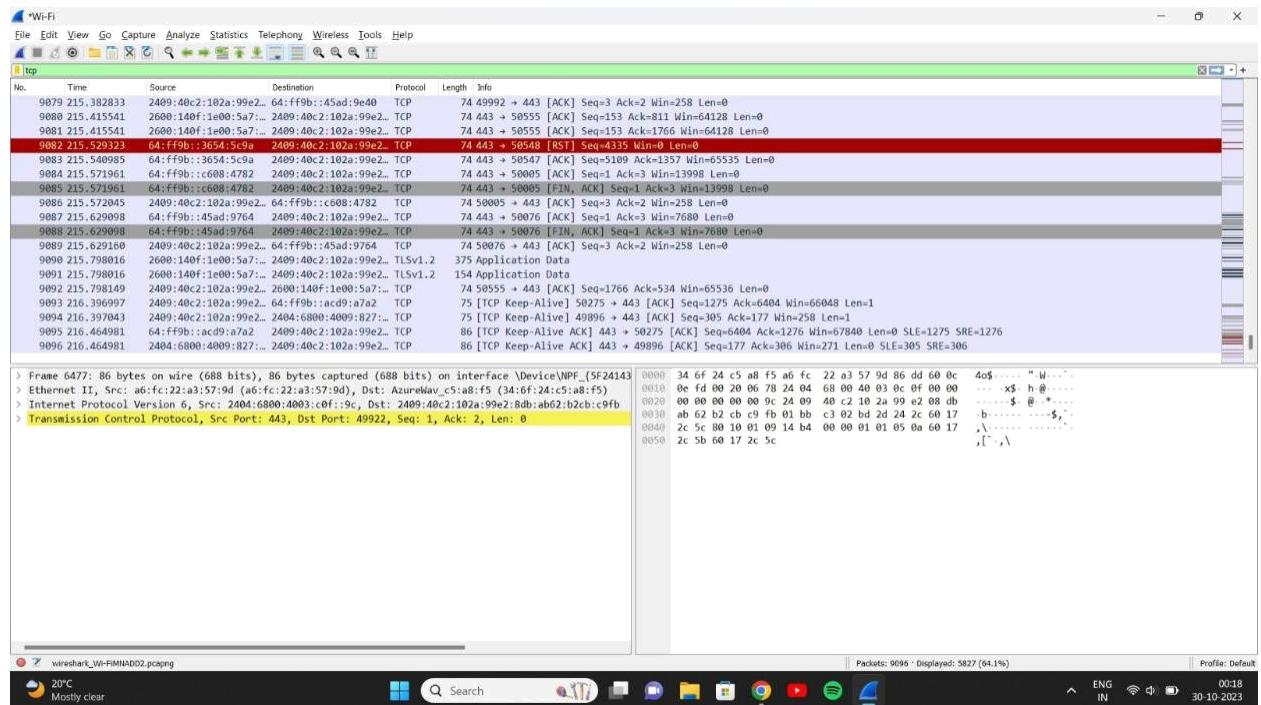 *Wi-Fi
File Edit View Go Capture Analyze Statistics Telephony Wireless Tools Help
tcp
No. Time Source Destination Protocol Length Info
9079 215.382833 2409:40c2:102a:99e2… 64:ff9b::45ad:9e40 TCP 74 49992 → 443 [ACK] Seq=3 Ack=2 Win=258 Len=0
9080 215.415541 2600:140f:1e00:5a7:… 2409:40c2:102a:99e2… TCP 74 443 → 50555 [ACK] Seq=153 Ack=811 Win=64128 Len=0
9081 215.415541 2600:140f:1e00:5a7:… 2409:40c2:102a:99e2… TCP 74 443 → 50555 [ACK] Seq=153 Ack=1766 Win=64128 Len=0
9082 215.529323 64:ff9b::3654:5c9a 2409:40c2:102a:99e2… TCP 74 443 → 50548 [RST] Seq=4335 Win=0 Len=0
9083 215.540985 64:ff9b::3654:5c9a 2409:40c2:102a:99e2… TCP 74 443 → 50547 [ACK] Seq=5109 Ack=1357 Win=65535 Len=0
9084 215.571961 64:ff9b::c608:4782 2409:40c2:102a:99e2… TCP 74 443 → 50005 [ACK] Seq=1 Ack=3 Win=13998 Len=0
9085 215.571961 64:ff9b::c608:4782 2409:40c2:102a:99e2… TCP 74 443 → 50005 [FIN, ACK] Seq=1 Ack=3 Win=13998 Len=0
9086 215.572045 2409:40c2:102a:99e2… 64:ff9b::c608:4782 TCP 74 50005 → 443 [ACK] Seq=3 Ack=2 Win=258 Len=0
9087 215.629098 64:ff9b::45ad:9764 2409:40c2:102a:99e2… TCP 74 443 → 50076 [ACK] Seq=1 Ack=3 Win=7680 Len=0
9088 215.629098 64:ff9b::45ad:9764 2409:40c2:102a:99e2… TCP 74 443 → 50076 [FIN, ACK] Seq=1 Ack=3 Win=7680 Len=0
9089 215.629160 2409:40c2:102a:99e2… 64:ff9b::45ad:9764 TCP 74 50076 → 443 [ACK] Seq=3 Ack=2 Win=258 Len=0
9090 215.798016 2600:140f:1e00:5a7:… 2409:40c2:102a:99e2… TLSv1.2 375 Application Data
9091 215.798016 2600:140f:1e00:5a7:… 2409:40c2:102a:99e2… TLSv1.2 154 Application Data
9092 215.798149 2409:40c2:102a:99e2… 2600:140f:1e00:5a7:… TCP 74 50555 → 443 [ACK] Seq=1766 Ack=534 Win=65536 Len=0
9093 216.396997 2409:40c2:102a:99e2… 64:ff9b::acd9:a7a2 TCP 75 [TCP Keep-Alive] 50275 → 443 [ACK] Seq=1275 Ack=6404 Win=66048 Len=1
9094 216.397043 2409:40c2:102a:99e2… 2404:6800:4009:827:… TCP 75 [TCP Keep-Alive] 49896 → 443 [ACK] Seq=305 Ack=177 Win=258 Len=1
9095 216.464981 64:ff9b::acd9:a7a2 2409:40c2:102a:99e2… TCP 86 [TCP Keep-Alive ACK] 443 → 50275 [ACK] Seq=6404 Ack=1276 Win=67840 Len=0 SLE=1275 SRE=1276
9096 216.464981 2404:6800:4009:827:… 2409:40c2:102a:99e2… TCP 86 [TCP Keep-Alive ACK] 443 → 49896 [ACK] Seq=177 Ack=306 Win=271 Len=0 SLE=305 SRE=306
> Frame 6477: 86 bytes on wire (688 bits), 86 bytes captured (688 bits) on interface \Device\NPF_{5F24143
> Ethernet II, Src: a6:fc:22:a3:57:9d (a6:fc:22:a3:57:9d), Dst: AzureWav_c5:a8:f5 (34:6f:24:c5:a8:f5)
> Internet Protocol Version 6, Src: 2404:6800:4003:c0f::9c, Dst: 2409:40c2:102a:99e2:8db:ab62:b2cb:c9fb
> Transmission Control Protocol, Src Port: 443, Dst Port: 49922, Seq: 1, Ack: 2, Len: 0
0000 34 6f 24 c5 a8 f5 a6 fc 22 a3 57 9d 86 dd 60 0c 4o$····· "·W···`·
0010 0e fd 00 20 06 78 24 04 68 00 40 03 0c 0f 00 00 ··· ·x$· h·@·····
0020 00 00 00 00 00 9c 24 09 40 c2 10 2a 99 e2 08 db ······$· @··*····
0030 ab 62 b2 cb c9 fb 01 bb c3 02 bd 2d 24 2c 60 17 ·b······ ···-$,`·
0040 2c 5c 80 10 01 09 14 b4 00 00 01 01 05 0a 60 17 ,\······ ······`·
0050 2c 5b 60 17 2c 5c ,[`·,\
wireshark_Wi-FiMNADD2.pcapng
Packets: 9096 · Displayed: 5827 (64.1%)
Profile: Default
20°C
Mostly clear
Search
ENG
IN
00:18
30-10-2023